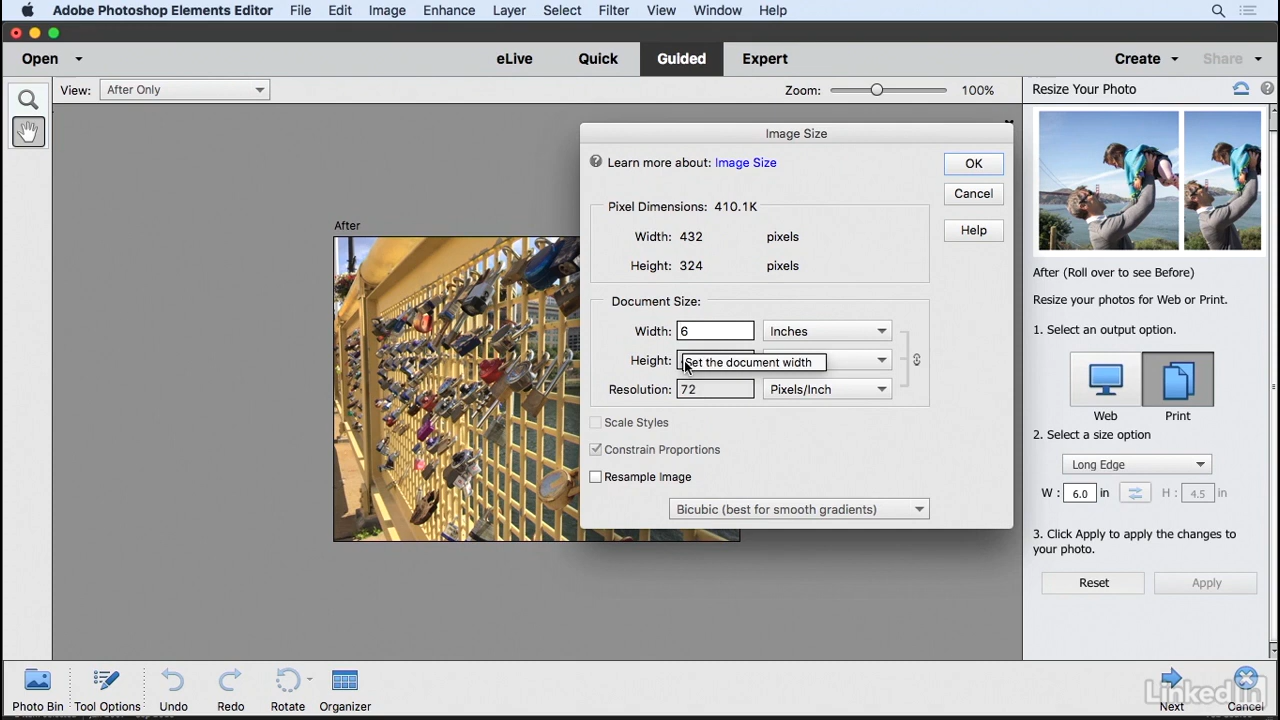 Adobe Photoshop Elements Editor File Edit Image Enhance Layer Select Filter View Window Help
Open eLive Quick Guided Expert Create Share
View: After Only Zoom: 100% Resize Your Photo
Image Size
Learn more about: Image Size OK
Cancel
Pixel Dimensions: 410.1K
Width: 432 pixels Help
Height: 324 pixels
After
Document Size:
Width: 6 Inches
Height: Set the document width
Resolution: 72 Pixels/Inch
Scale Styles
Constrain Proportions
Resample Image
Bicubic (best for smooth gradients)
After (Roll over to see Before)
Resize your photos for Web or Print.
1. Select an output option.
Web Print
2. Select a size option
Long Edge
W : 6.0 in H : 4.5 in
3. Click Apply to apply the changes to
your photo.
Reset Apply
Photo Bin Tool Options Undo Redo Rotate Organizer Next Cancel
LinkedIn